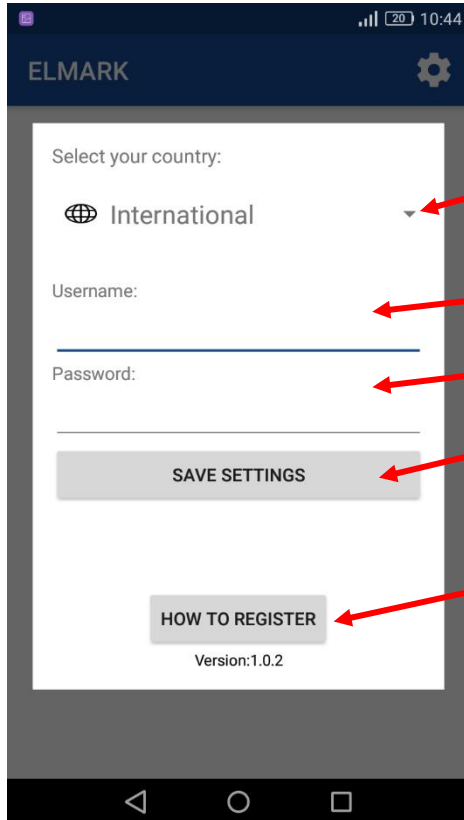 20 10:44
ELMARK
Select your country:
International
Username:
Password:
SAVE SETTINGS
HOW TO REGISTER
Version:1.0.2